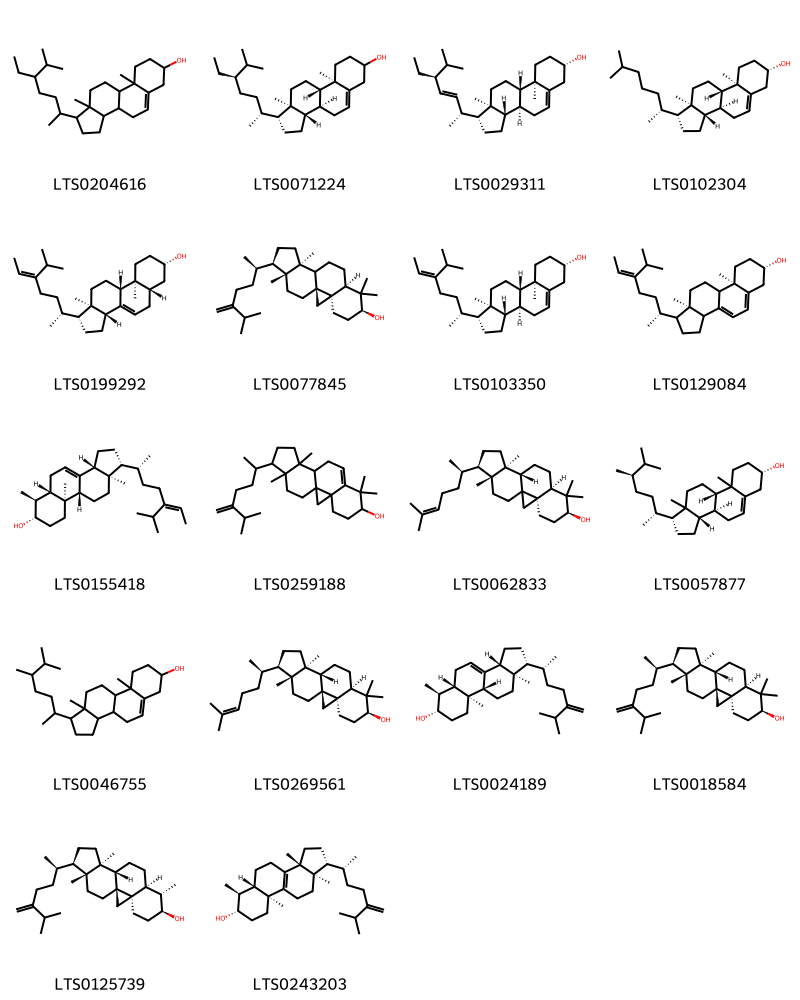 OH OH OH OH
H H H H H H H H
LTS0204616 LTS0071224 LTS0029311 LTS0102304
OH OH OH OH
H H H H H H
LTS0199292 LTS0077845 LTS0103350 LTS0129084
H H H H H H H H
HO OH OH OH
LTS0155418 LTS0259188 LTS0062833 LTS0057877
OH H H H H H H H
HO OH OH
LTS0046755 LTS0269561 LTS0024189 LTS0018584
H H H
OH HO
LTS0125739 LTS0243203